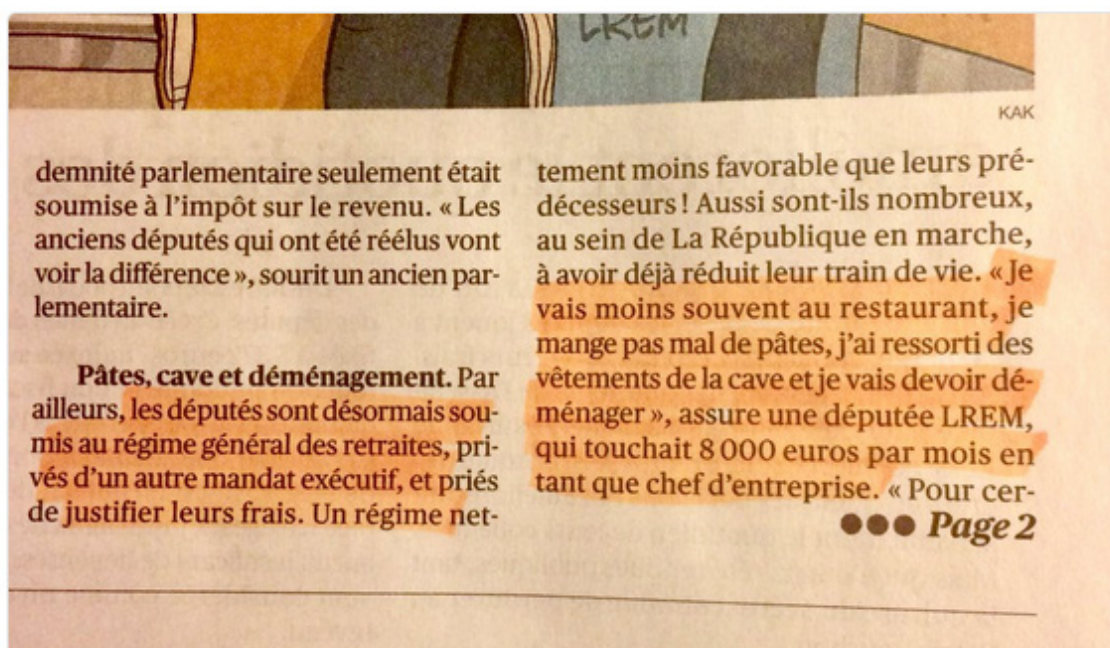 LREM
KAK
demnité parlementaire seulement était
soumise à l'impôt sur le revenu. « Les
anciens députés qui ont été réélus vont
voir la différence », sourit un ancien par-
lementaire.
Pâtes, cave et déménagement. Par
ailleurs, les députés sont désormais sou-
mis au régime général des retraites, pri-
vés d'un autre mandat exécutif, et priés
de justifier leurs frais. Un régime net-
tement moins favorable que leurs pré-
décesseurs ! Aussi sont-ils nombreux,
au sein de La République en marche,
à avoir déjà réduit leur train de vie. « Je
vais moins souvent au restaurant, je
mange pas mal de pâtes, j'ai ressorti des
vêtements de la cave et je vais devoir dé-
ménager », assure une députée LREM,
qui touchait 8 000 euros par mois en
tant que chef d'entreprise. « Pour cer-
●●● Page 2